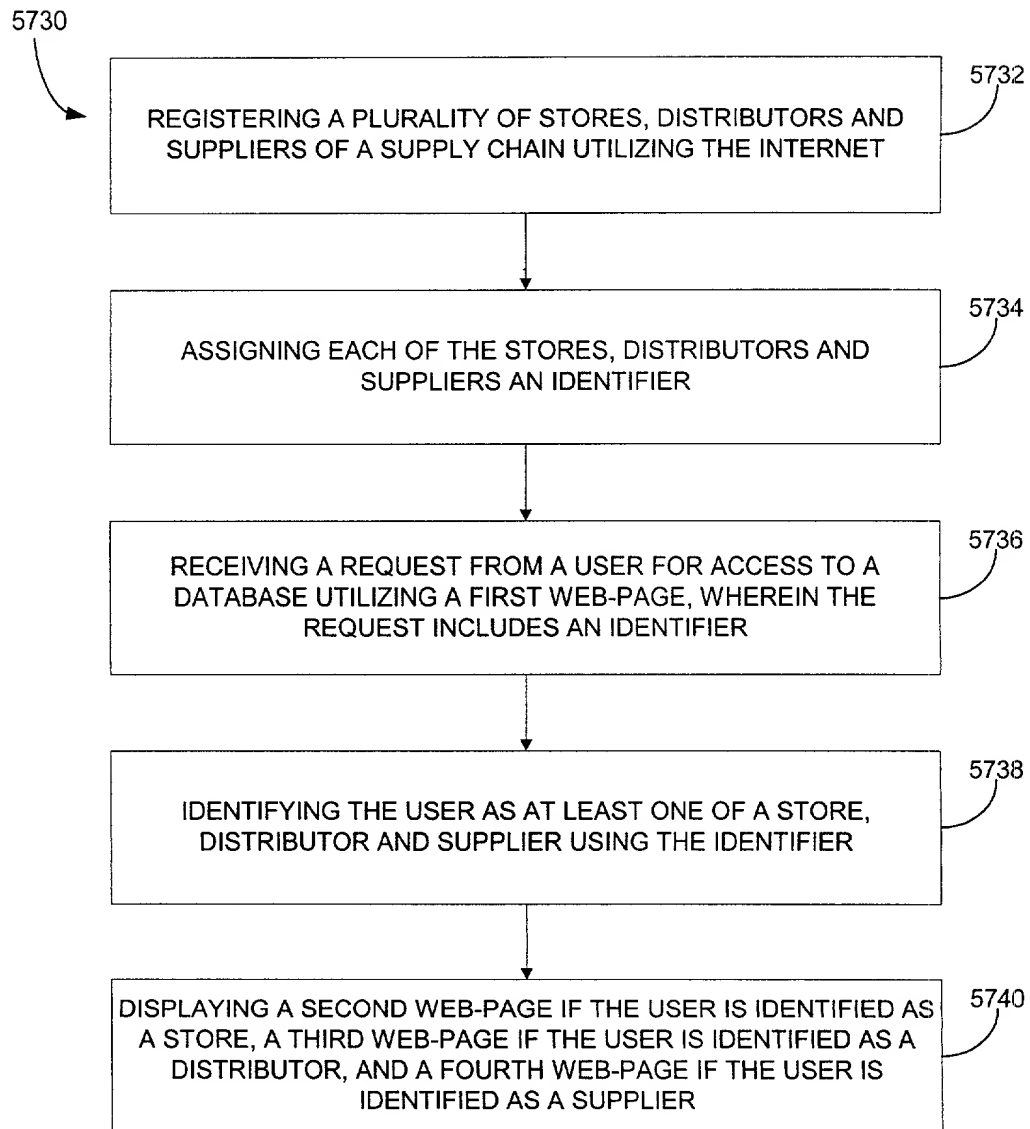 5730
5732
REGISTERING A PLURALITY OF STORES, DISTRIBUTORS AND
SUPPLIERS OF A SUPPLY CHAIN UTILIZING THE INTERNET
5734
ASSIGNING EACH OF THE STORES, DISTRIBUTORS AND
SUPPLIERS AN IDENTIFIER
5736
RECEIVING A REQUEST FROM A USER FOR ACCESS TO A
DATABASE UTILIZING A FIRST WEB-PAGE, WHEREIN THE
REQUEST INCLUDES AN IDENTIFIER
5738
IDENTIFYING THE USER AS AT LEAST ONE OF A STORE,
DISTRIBUTOR AND SUPPLIER USING THE IDENTIFIER
5740
DISPLAYING A SECOND WEB-PAGE IF THE USER IS IDENTIFIED AS
A STORE, A THIRD WEB-PAGE IF THE USER IS IDENTIFIED AS A
DISTRIBUTOR, AND A FOURTH WEB-PAGE IF THE USER IS
IDENTIFIED AS A SUPPLIER